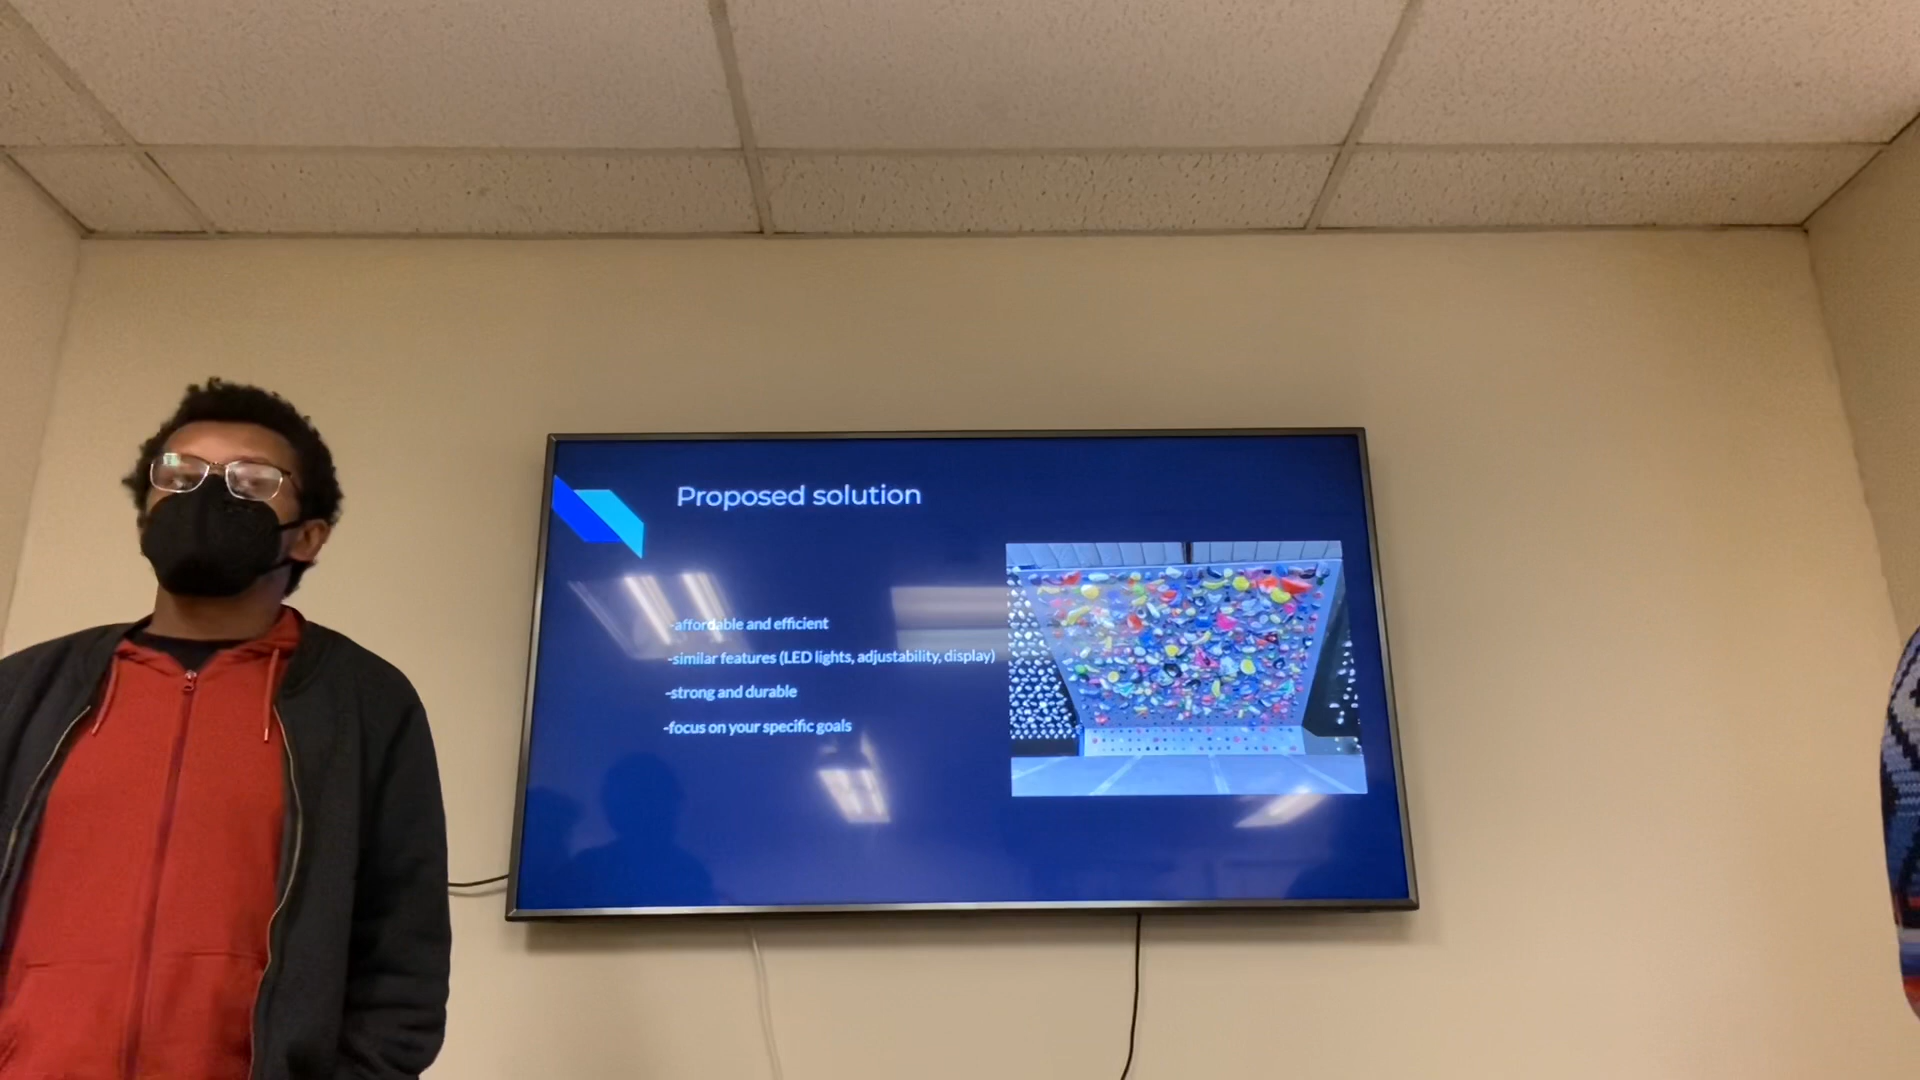 Proposed solution
-affordable and efficient
-similar features (LED lights, adjustability, display)
-strong and durable
-focus on your specific goals